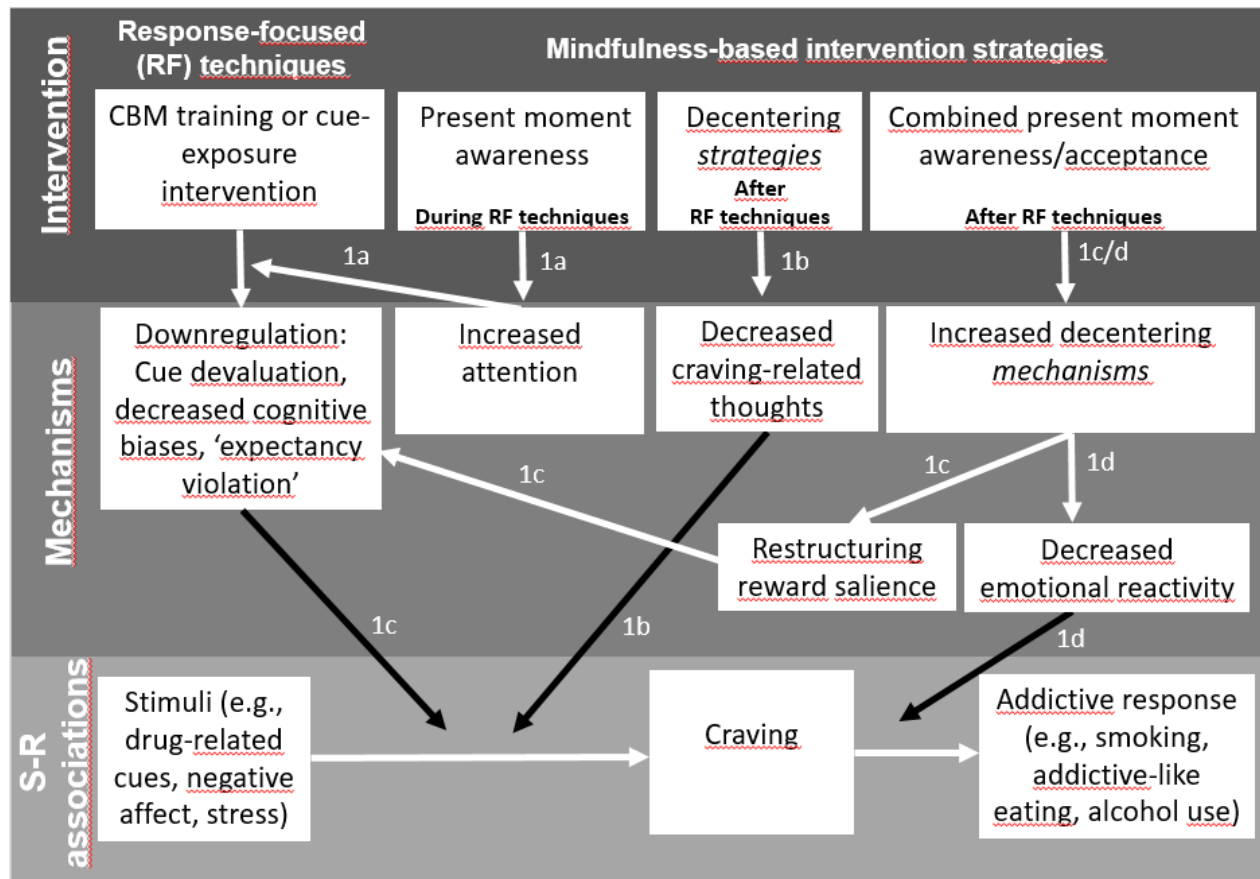 Intervention
Response-focused
(RF) techniques
Mindfulness-based intervention strategies
CBM training or cue-
exposure
intervention
Present moment
awareness
During RF techniques
Decentering
strategies
After
RF techniques
Combined present moment
awareness/acceptance
After RF techniques
1a
1a
1b
1c/d
Mechanisms
Downregulation:
Cue devaluation,
decreased cognitive
biases, ‘expectancy
violation’
Increased
attention
Decreased
craving-related
thoughts
Increased decentering
mechanisms
1c
1c
1d
Restructuring
reward salience
Decreased
emotional reactivity
1c
1b
1d
S-R
associations
Stimuli (e.g.,
drug-related
cues, negative
affect, stress)
Craving
Addictive response
(e.g., smoking,
addictive-like
eating, alcohol use)